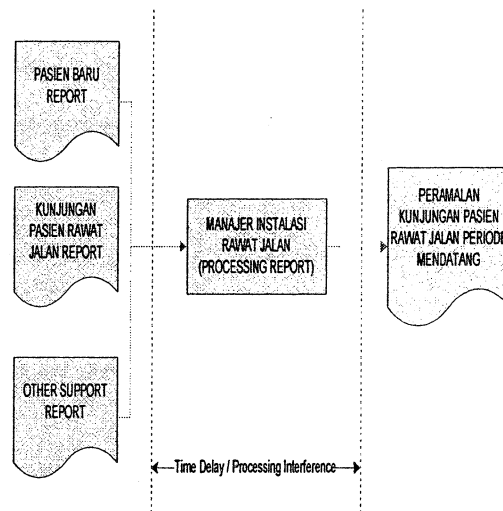 PASIEN BARU
REPORT
KUNJUNGAN
PASIEN RAWAT
JALAN REPORT
OTHER SUPPORT
REPORT
MANAJER INSTALASI
RAWAT JALAN
(PROCESSING REPORT)
PERAMALAN
KUNJUNGAN PASIEN
RAWAT JALAN PERIODE
MENDATANG
Time Delay / Processing Interference